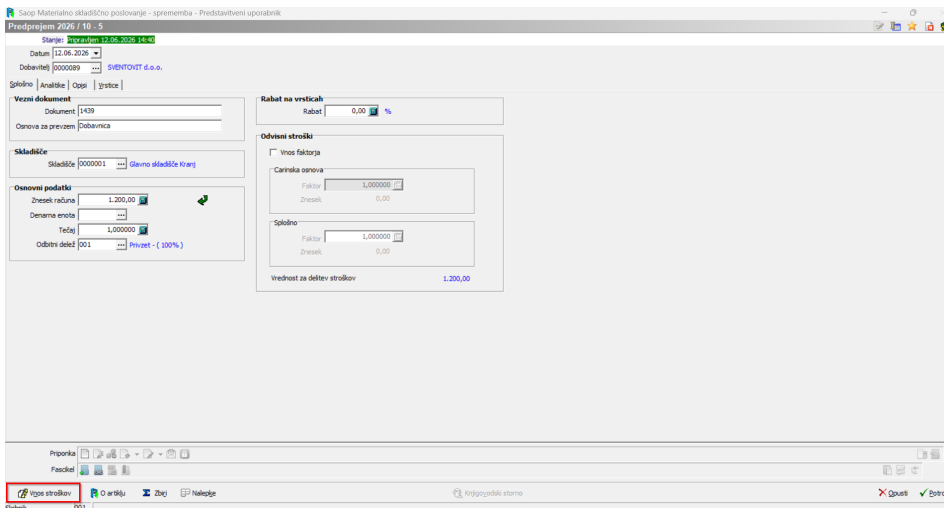 Saop Materialno skladiščno poslovanje - sprememba - Predstavitveni uporabnik
Predprejem 2026 / 10 - 5
Stanje: Pripravljen 12.06.2026 14:40
Datum 12.06.2026
Dobavitelj 0000089 ... SVENTOVIT d.o.o.
Splošno Analitike Opisi Vrstice
Vezni dokument
Dokument 1439
Osnova za prevzem Dobavnica
Skladišče
Skladišče 0000001 ... Glavno skladišče Kranj
Osnovni podatki
Znesek računa 1.200,00
Denarna enota ...
Tečaj 1,000000
Odbitni delež 001 ... Privzet - ( 100% )
Rabat na vrsticah
Rabat 0,00 %
Odvisni stroški
Vnos faktorja
Carinska osnova
Faktor 1,000000
Znesek 0,00
Splošno
Faktor 1,000000
Znesek 0,00
Vrednost za delitev stroškov 1.200,00
Priponka
Fascikel
Vnos stroškov O artiklu Zbirj Nalepke Knjigovodski storno Opusti Potrd
001